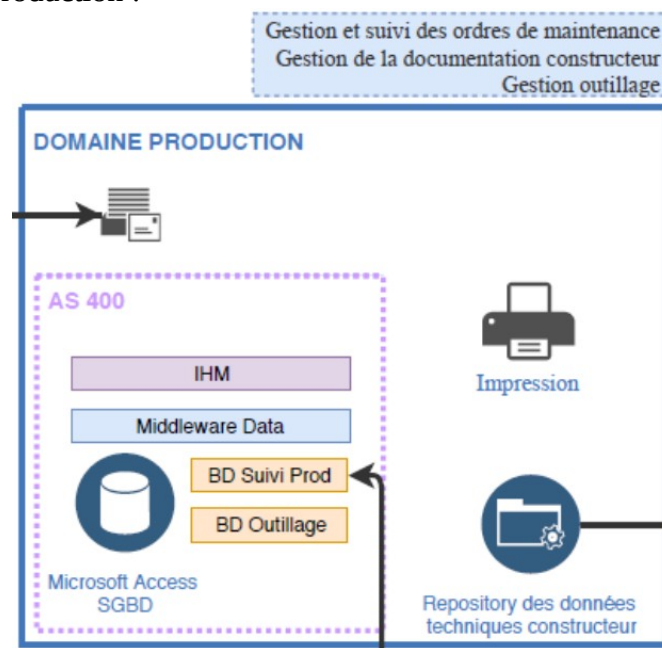 roduction :
Gestion et suivi des ordres de maintenance
Gestion de la documentation constructeur
Gestion outillage
DOMAINE PRODUCTION
AS 400
IHM
Middleware Data
BD Suivi Prod
BD Outillage
Microsoft Access
SGBD
Impression
Repository des données
techniques constructeur